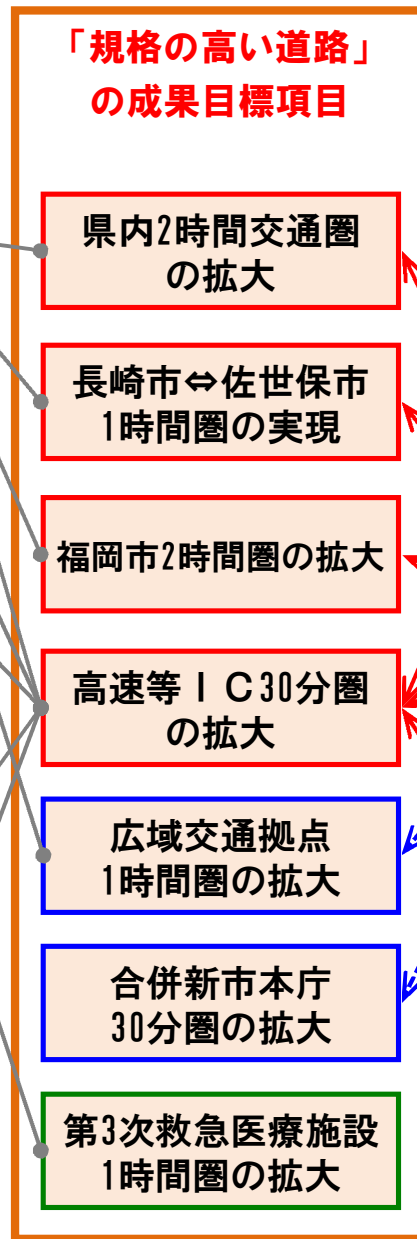 「規格の高い道路」
の成果目標項目
県内2時間交通圏
の拡大
長崎市⇔佐世保市
1時間圏の実現
福岡市2時間圏の拡大
高速等ＩＣ30分圏
の拡大
広域交通拠点
1時間圏の拡大
合併新市本庁
30分圏の拡大
第3次救急医療施設
1時間圏の拡大